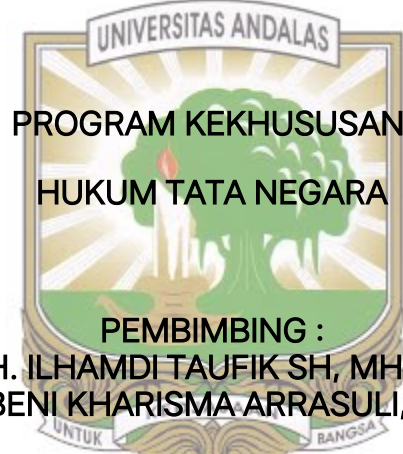 UNIVERSITAS ANDALAS
PROGRAM KEKHUSUSAN
HUKUM TATA NEGARA
PEMBIMBING :
H. ILHAMDI TAUFIK SH, MH
BENI KHARISMA ARRASULI,
UNTUK BANGSA